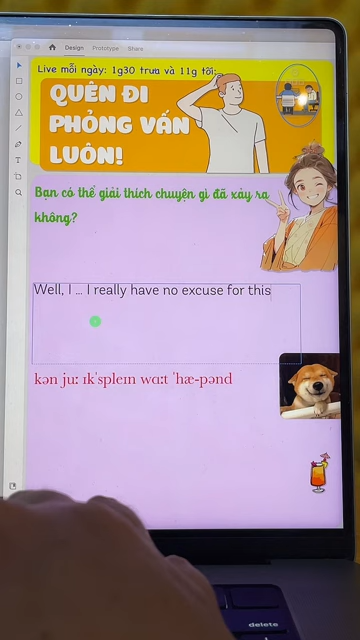 Design Prototype Share
Live mỗi ngày: 1g30 trưa và 11g tối:
QUÊN ĐI
PHỎNG VẤN
LUÔN!
Bạn có thể giải thích chuyện gì đã xảy ra
không?
Well, I ... I really have no excuse for this
kən juː ɪkˈspleɪn wɑːt ˈhæ-pənd
delete